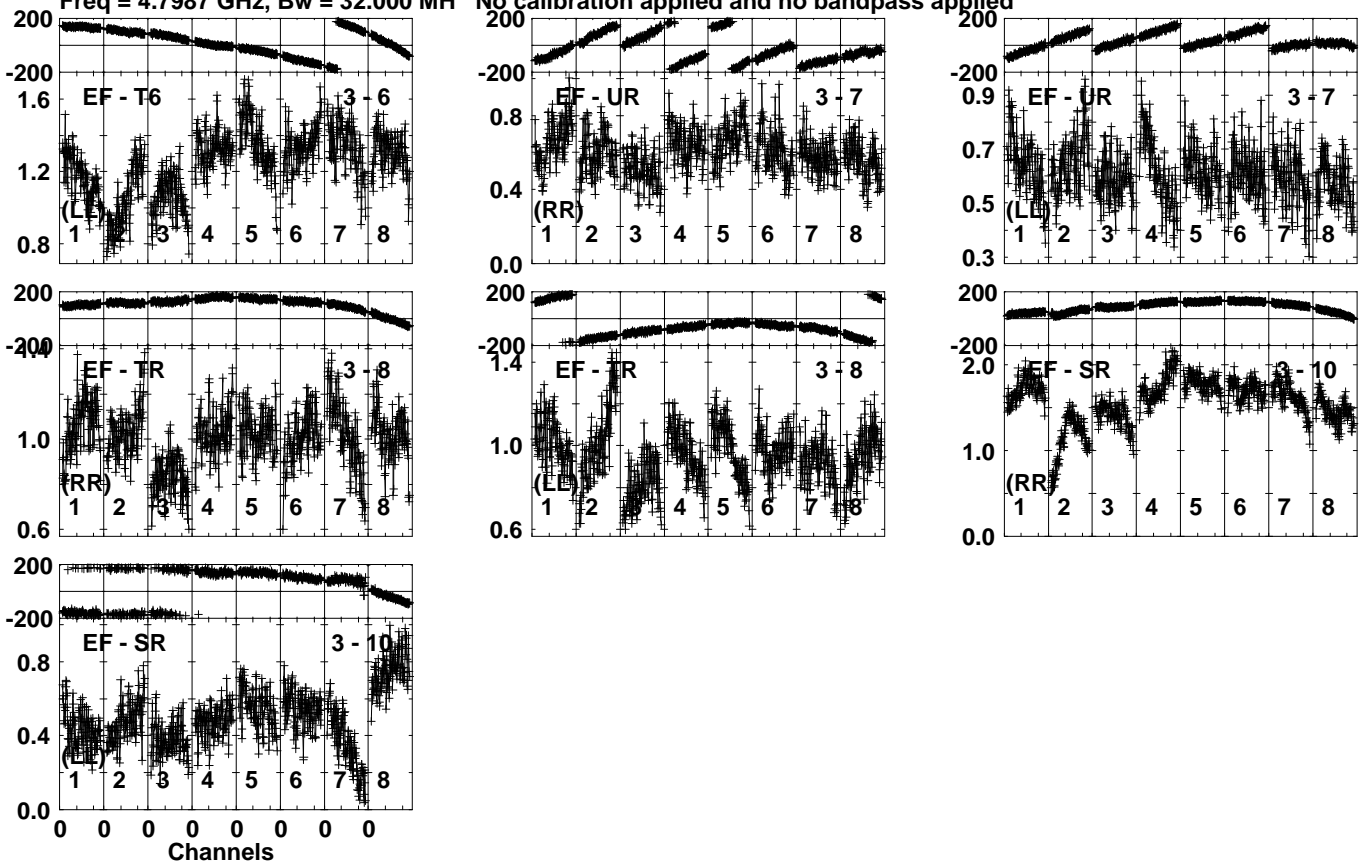 Freq = 4.7987 GHz, Bw = 32.000 MH No calibration applied and no bandpass applied
200
-200
EF - T6 3 - 6
1.6
1.2
0.8
(LL)
1 2 3 4 5 6 7 8
200
-200
EF - UR 3 - 7
0.8
0.4
0.0
(RR)
1 2 3 4 5 6 7 8
200
-200
EF - UR 3 - 7
0.9
0.7
0.5
0.3
(LL)
1 2 3 4 5 6 7 8
200
-200
EF - TR 3 - 8
1.4
1.0
0.6
(RR)
1 2 3 4 5 6 7 8
200
-200
EF - TR 3 - 8
1.4
1.0
0.6
(LL)
1 2 3 4 5 6 7 8
200
-200
EF - SR 3 - 10
2.0
1.0
0.0
(RR)
1 2 3 4 5 6 7 8
200
-200
EF - SR 3 - 10
0.8
0.4
0.0
(LL)
1 2 3 4 5 6 7 8
0 0 0 0 0 0 0 0
Channels